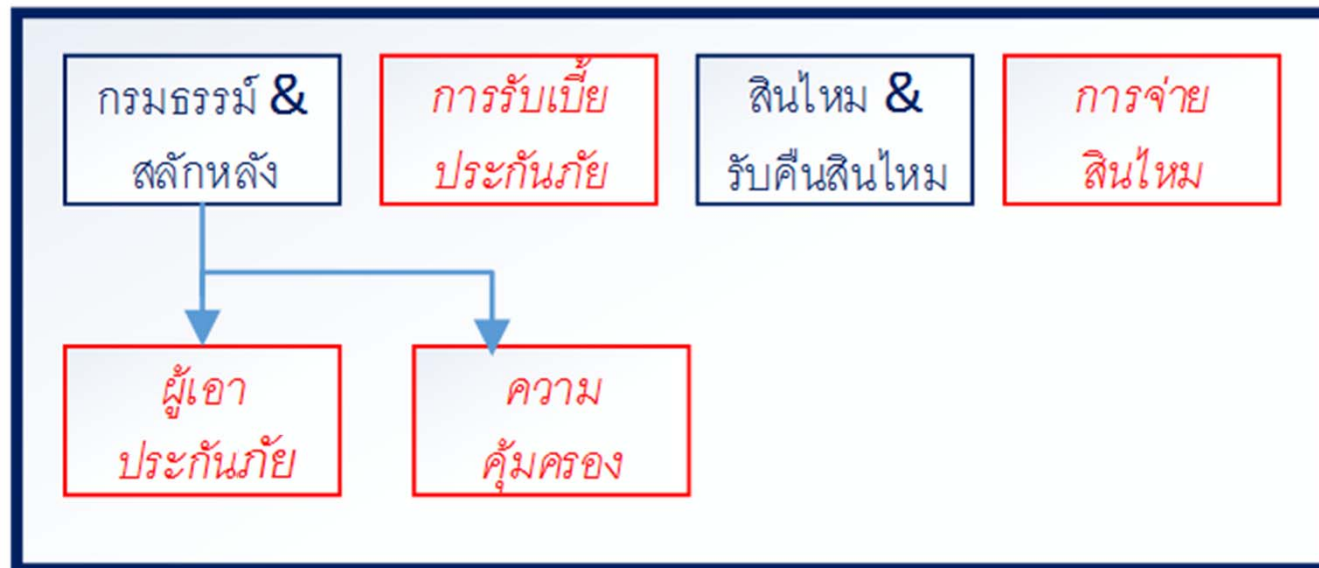 กรมธรรม์ &
สลักหลัง
การรับเบี้ย
ประกันภัย
สินไหม &
รับคืนสินไหม
การจ่าย
สินไหม
ผู้เอา
ประกันภัย
ความ
คุ้มครอง